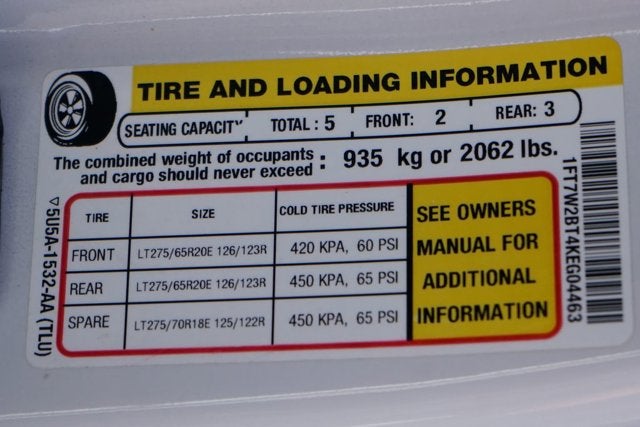 TIRE AND LOADING INFORMATION
SEATING CAPACITY TOTAL : 5 FRONT: 2 REAR: 3
The combined weight of occupants
and cargo should never exceed : 935 kg or 2062 lbs.
TIRE SIZE COLD TIRE PRESSURE
FRONT LT275/65R20E 126/123R 420 KPA, 60 PSI
REAR LT275/65R20E 126/123R 450 KPA, 65 PSI
SPARE LT275/70R18E 125/122R 450 KPA, 65 PSI
SEE OWNERS
MANUAL FOR
ADDITIONAL
INFORMATION
1FT7W2BT4KEG04463
▽5U5A-1532-AA (TLU)